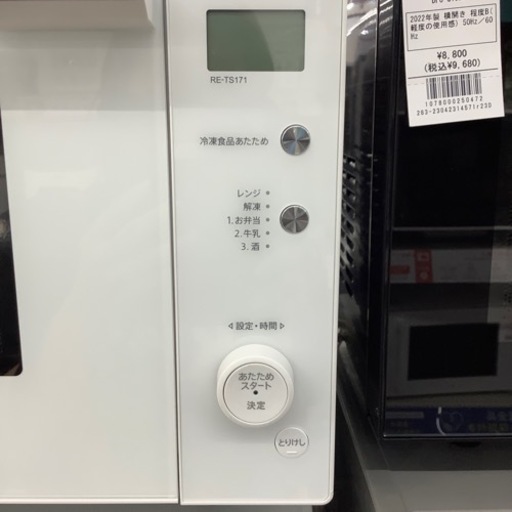 2022年製 横開き 程度B(
軽度の使用感) 50Hz/60
Hz
¥8,800
(税込¥9,680)
1078000250472
263-23042314571r230
RE-TS171
冷凍食品あたため
レンジ
解凍
1.お弁当
2.牛乳
3.酒
◁設定・時間▷
あたため
スタート
決定
とりけし